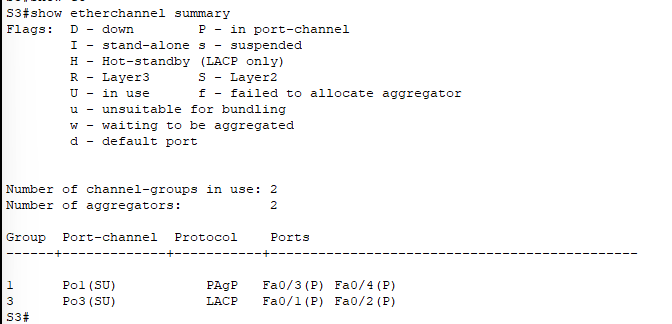 S3#show etherchannel summary
Flags:  D - down        P - in port-channel
        I - stand-alone s - suspended
        H - Hot-standby (LACP only)
        R - Layer3      S - Layer2
        U - in use      f - failed to allocate aggregator
        u - unsuitable for bundling
        w - waiting to be aggregated
        d - default port
Number of channel-groups in use: 2
Number of aggregators:           2
Group  Port-channel  Protocol    Ports
------+-------------+-----------+----------------------------------------------
1      Po1(SU)           PAgP   Fa0/3(P) Fa0/4(P)
3      Po3(SU)           LACP   Fa0/1(P) Fa0/2(P)
S3#